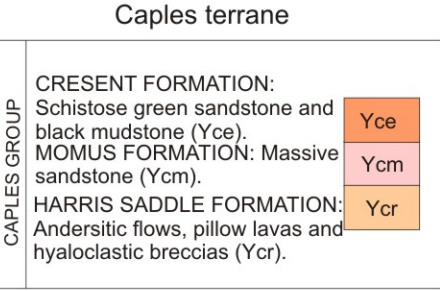 Caples terrane
CAPLES GROUP
CRESENT FORMATION:
Schistose green sandstone and
black mudstone (Yce).
Yce
MOMUS FORMATION: Massive
sandstone (Ycm).
Ycm
HARRIS SADDLE FORMATION:
Andersitic flows, pillow lavas and
hyaloclastic breccias (Ycr).
Ycr